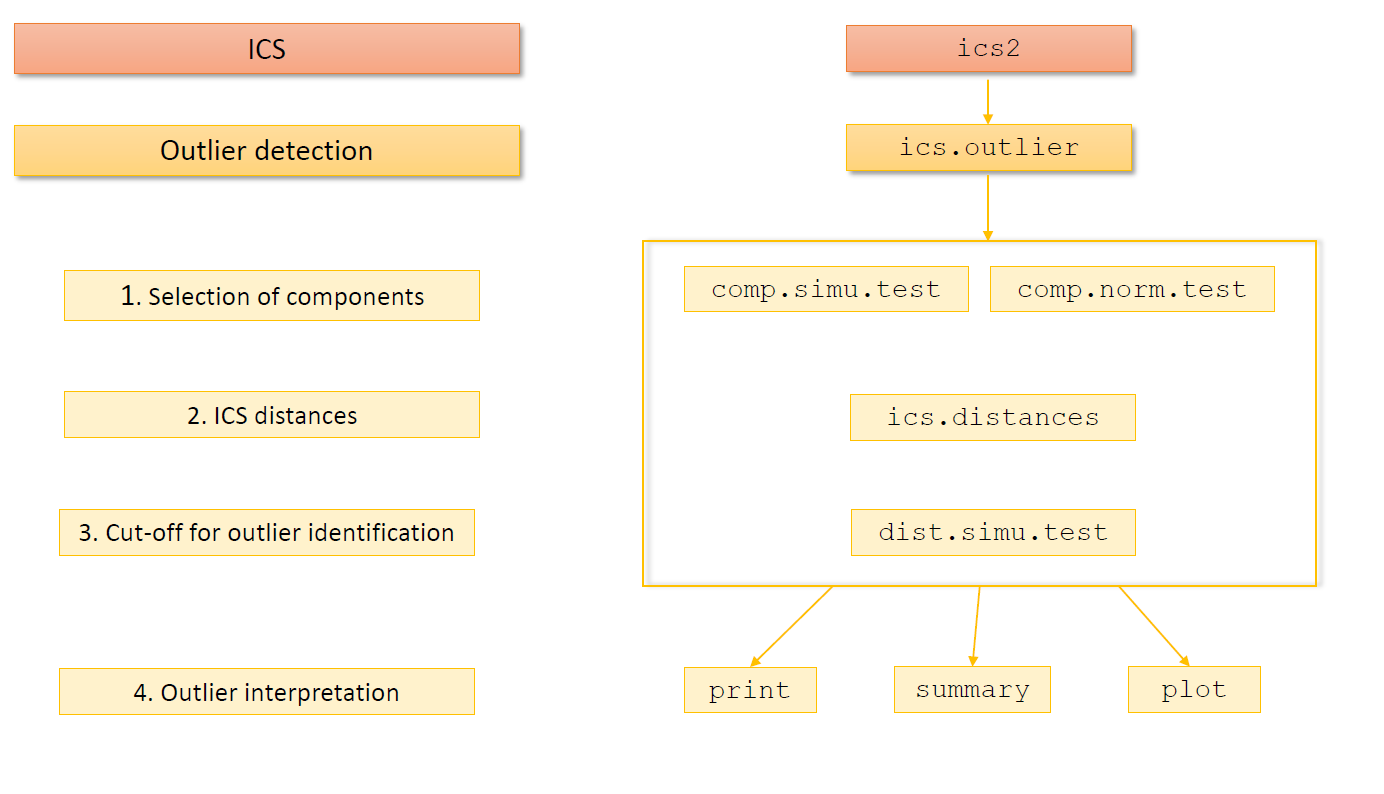 ICS
ics2
Outlier detection
ics.outlier
1. Selection of components
comp.simu.test
comp.norm.test
2. ICS distances
ics.distances
3. Cut-off for outlier identification
dist.simu.test
4. Outlier interpretation
print
summary
plot